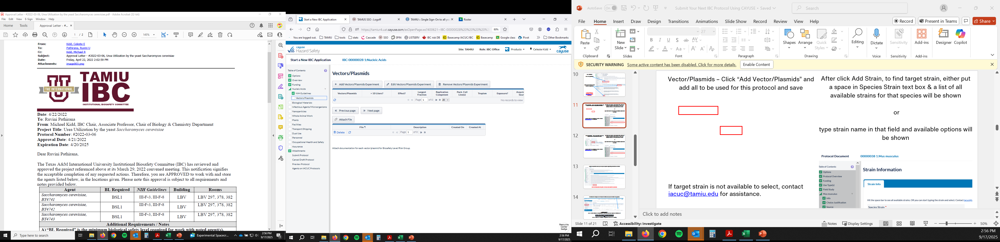 Approval Letter - #2022-03-06, Urea Utilization by the yeast Saccharomyces cerevisiae.pdf - Adobe Acrobat (32-bit)
File Edit View E-Sign Window Help
Home Tools Approval Letter - #... ×
1 / 2 145%
From: Kidd, Celeste E
To: Pathirana, Ruvini U
Cc: Kidd, Michael R
Subject: Approval Letter - #2022-03-06, Urea Utilization by the yeast Saccharomyces cerevisiae
Date: Friday, April 22, 2022 2:02:59 PM
Attachments: image003.png
THE INTERNATIONAL
TAMIU
IBC
INSTITUTIONAL BIOSAFETY COMMITTEE
Date: 4/22/2022
To: Ruvini Pathirana
From: Michael Kidd, IBC Chair, Associate Professor, Chair of Biology & Chemistry Department
Project Title: Urea Utilization by the yeast Saccharomyces cerevisiae
Protocol Number: #2022-03-06
Approval Date: 4/21/2022
Expiration Date: 4/20/2025
Dear Ruvini Pathirana,
The Texas A&M International University Institutional Biosafety Committee (IBC) has reviewed and
approved the project referenced above at its March 29, 2022 convened meeting. This notification signifies
the acceptable completion of any requested actions. Therefore, you are APPROVED to work with and store
the agents listed below, in the locations given. Please note this approval is subject to all requirements and
notes provided below.
Agent BL Required NIH Guidelines Building Rooms
Saccharomyces cerevisiae, BY4741 BSL1 III-F-3, III-F-8 LBV LBV 297, 378, 382
Saccharomyces cerevisiae, BY4742 BSL1 III-F-3, III-F-8 LBV LBV 297, 378, 382
Saccharomyces cerevisiae, BY4743 BSL1 III-F-3, III-F-8 LBV LBV 297, 378, 382
Additional Requirements / Notes
A) "BL Required" is the minimum biological safety level required for work with noted agent(s).
Type here to search
Experimental Spacecr...
2:56 PM
9/17/2025
Start a New IBC Application × TAMUS SSO : Logoff × TAMIU :: Single Sign-On to all you × Roster ×
https://tamiur4.uat.cayuse.com/esOpenPage.wc?400621~IBC-00000028%20%20%20%20% 80%
You are logged out. TAMIU tools stats Cascade SSO SPIN LISTSERV IBC risk DB Basecamp IACUC/IBC Basecamp Google class Pivot Other Bookmarks
cayuse
Hazard Safety
Site: TAMIU Role: IBC Office Products Celeste Kidd cayuse
Start a New IBC Application IBC-00000028 1:Nucleic Acids
Table of Contents
Options
Overview
Funding
Nucleic Acids
NIH Guidelines
Vectors/Plasmids
Biological Materials
Infectious Agents/Microorganisms
Nanoparticles
Whole Animal Work
Plants
Facilities
Transport/Shipping
Dual Use
Personnel
Occupational Health and Safety
Assurance
Attachments
Submit Protocol
Cancel Draft Protocol
Preview Protocol
Agents on IACUC Protocols
Vectors/Plasmids
Add Vectors/Plasmids Experiment Edit Vectors/Plasmids Experiment Remove Vectors/Plasmids Experiment
Vectors/Plasmids > 10 Liters? Effect? Largest Fraction Replication Competent Pack. Cell Line(s) Tropism Exposure? Acquis Sour
Page 1 of 0 20 No records to view
Previous page Next page
Attach File
File Description Created On Created At
Delete Page 1 of 0
Attach documentation for each vector/plasmid for Biosafety Level/Risk Group.
Resource
Center
badge
2:56 PM
9/17/2025
AutoSave On Submit Your Next IBC Protocol Using CAYUSE • Saved Search
File Home Insert Draw Design Transitions Animations Slide Show Record Review View Help Record Present in Teams Share
Paste New Slide 27 Shapes Arrange Quick Styles Editing Dictate Sensitivity Add-ins Designer Copilot
Clipboard Slides Font Paragraph Drawing Voice Sensitivity Add-ins
SECURITY WARNING Some active content has been disabled. Click for more details. Enable Content
10
11
12
13
14
Vector/Plasmids – Click “Add Vector/Plasmids” and
add all to be used for this protocol and save
After click Add Strain, to find target strain, either put
a space in Species Strain text box & a list of all
available strains for that species will be shown
or
type strain name in that field and available options will
be shown
If target strain is not available to select, contact
iacuc@tamiu.edu for assistance.
Protocol Document 00000038 1:Mus musculus
Table of Contents
Options
Protocol Overview
Funding
Use Type(s)
Field Study
Mus musculus
Info
Choice Justification
Source
Strain Information
Strain Info
Hit the space bar to see all available strains. OR you can start typing the strain and select. Contact iacuc@t
Species Strain *
Click to add notes
Slide 11 of 21 Accessibility: Investigate Notes Display Settings 50%
2:56 PM
9/17/2025